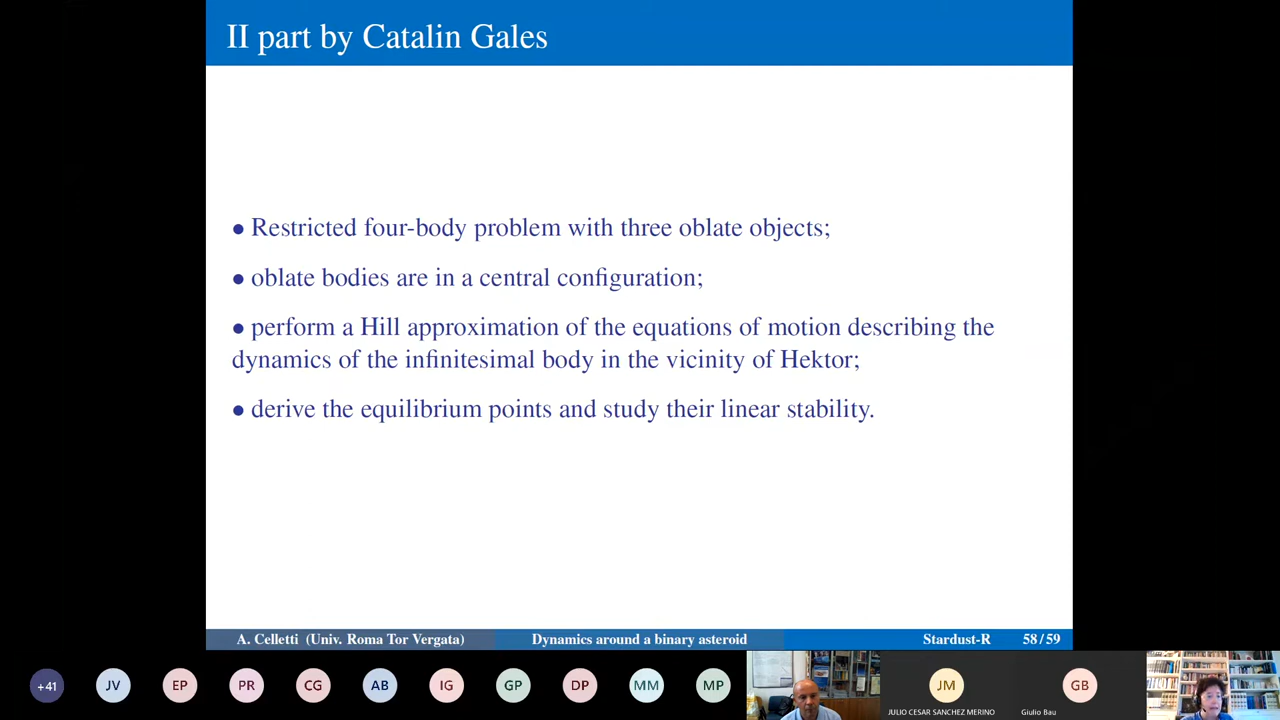 II part by Catalin Gales
• Restricted four-body problem with three oblate objects;
• oblate bodies are in a central configuration;
• perform a Hill approximation of the equations of motion describing the
dynamics of the infinitesimal body in the vicinity of Hektor;
• derive the equilibrium points and study their linear stability.
A. Celletti (Univ. Roma Tor Vergata) Dynamics around a binary asteroid Stardust-R 58 / 59
+41 JV EP PR CG AB IG GP DP MM MP JM GB
JULIO CESAR SANCHEZ MERINO Giulio Bau